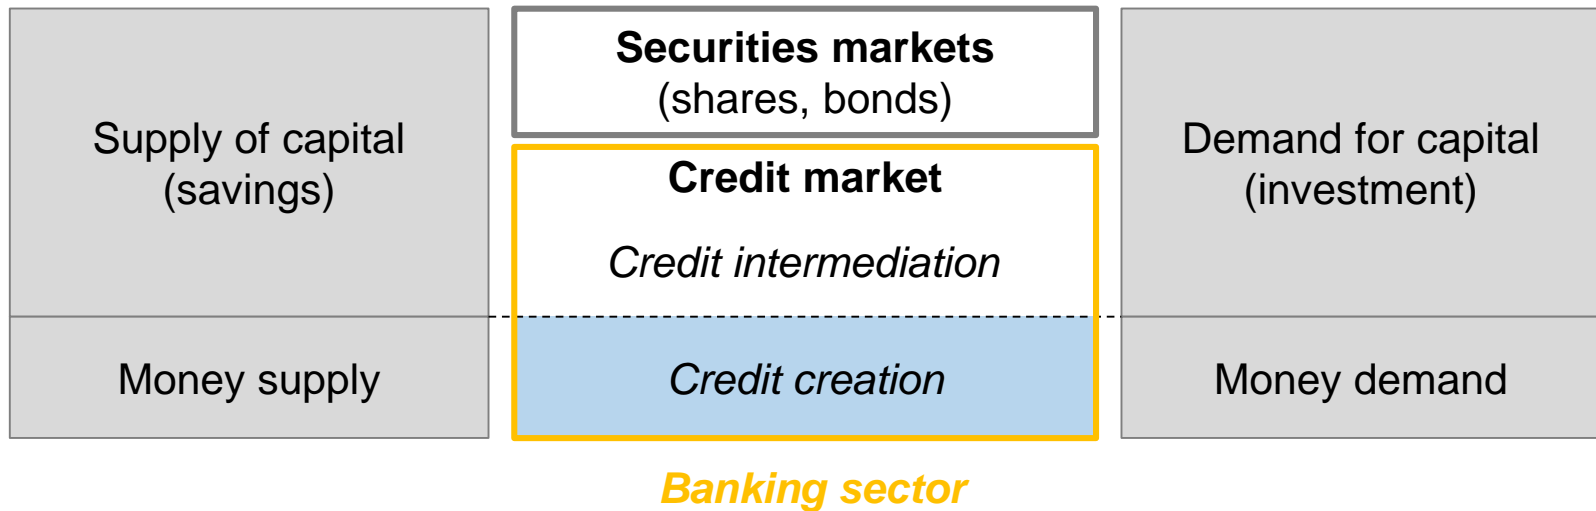 Supply of capital
(savings)
Securities markets
(shares, bonds)
Credit market
Credit intermediation
Demand for capital
(investment)
Money supply
Credit creation
Money demand
Banking sector